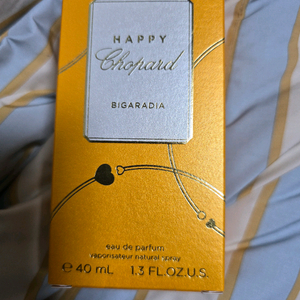 HAPPY
Chopard
BIGARADIA
eau de parfum
vaporisateur natural spray
℮ 40 mL 1.3 FL.OZ.U.S.